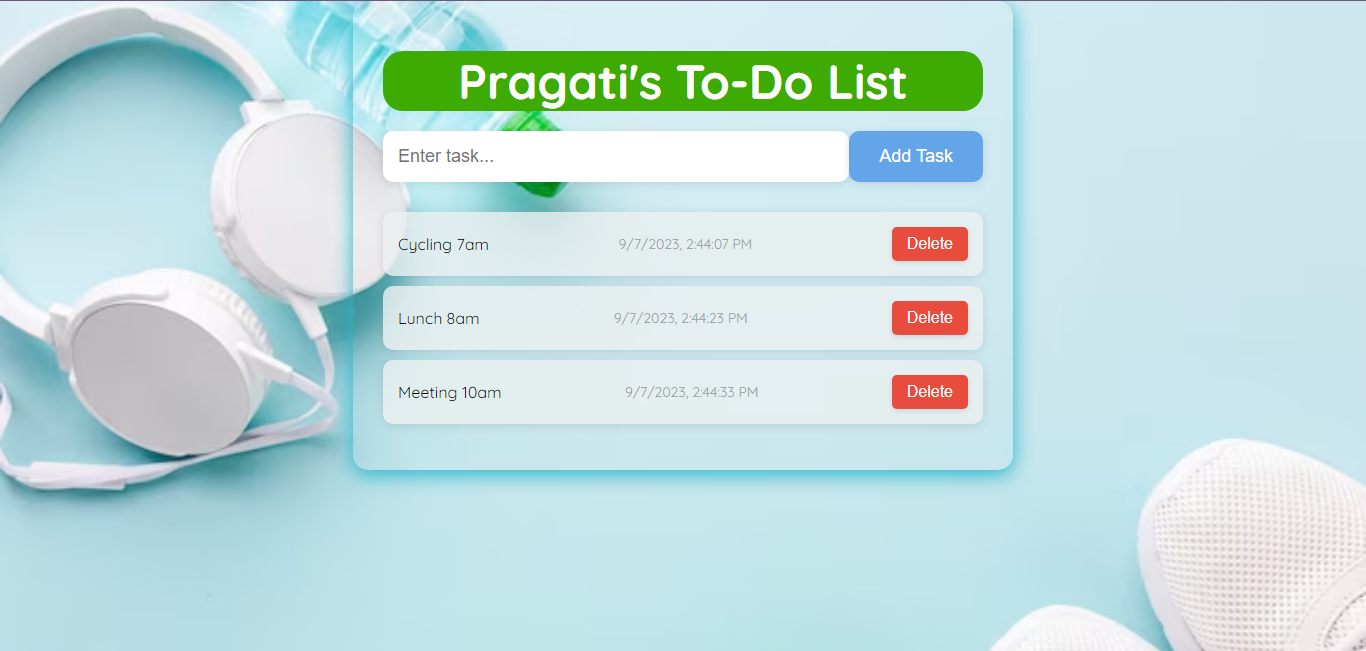 Pragati's To-Do List
Enter task... Add Task
Cycling 7am 9/7/2023, 2:44:07 PM Delete
Lunch 8am 9/7/2023, 2:44:23 PM Delete
Meeting 10am 9/7/2023, 2:44:33 PM Delete